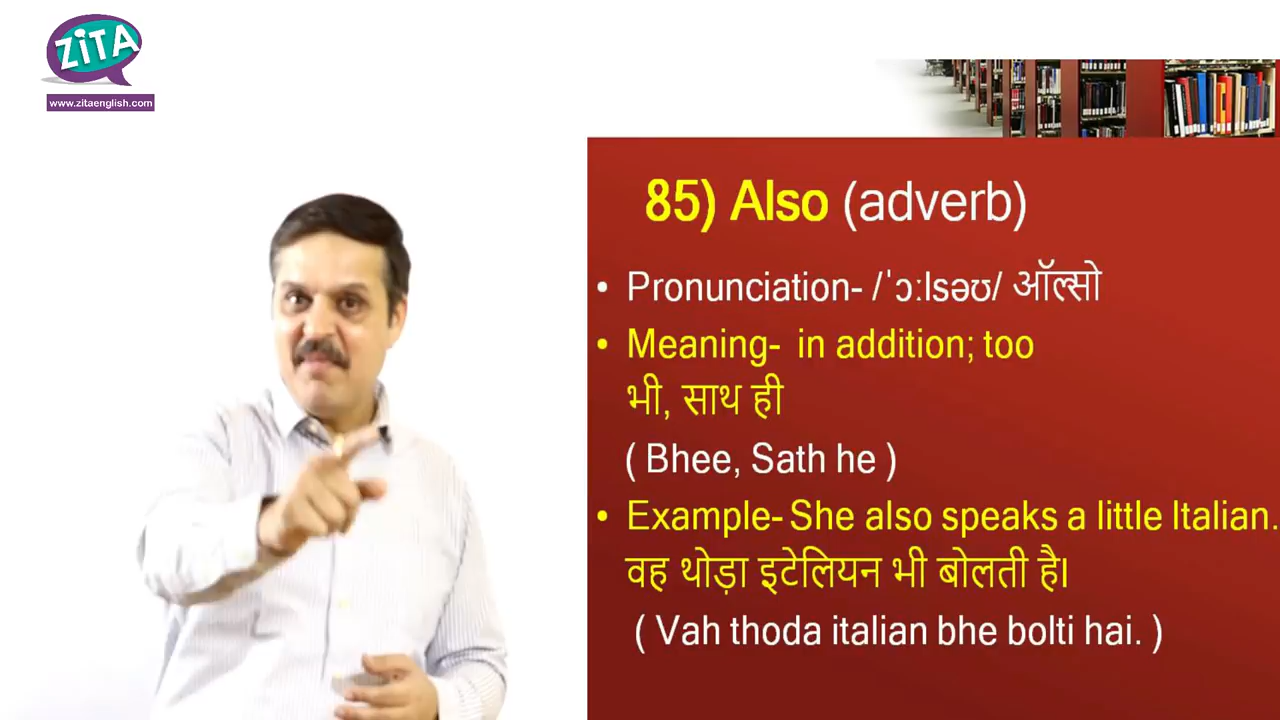 ZiTA
www.zitaenglish.com
85) Also (adverb)
• Pronunciation- /ˈɔːlsəʊ/ ऑल्सो
• Meaning- in addition; too
भी, साथ ही
( Bhee, Sath he )
• Example- She also speaks a little Italian.
वह थोड़ा इटेलियन भी बोलती है।
( Vah thoda italian bhe bolti hai. )